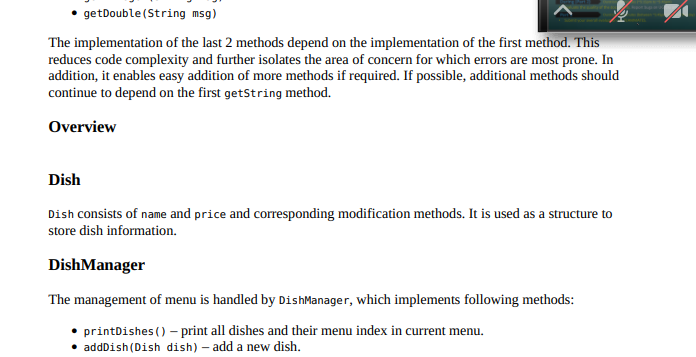 • getDouble(String msg)
The implementation of the last 2 methods depend on the implementation of the first method. This
reduces code complexity and further isolates the area of concern for which errors are most prone. In
addition, it enables easy addition of more methods if required. If possible, additional methods should
continue to depend on the first getString method.
Overview
Dish
Dish consists of name and price and corresponding modification methods. It is used as a structure to
store dish information.
DishManager
The management of menu is handled by DishManager, which implements following methods:
• printDishes() – print all dishes and their menu index in current menu.
• addDish(Dish dish) – add a new dish.